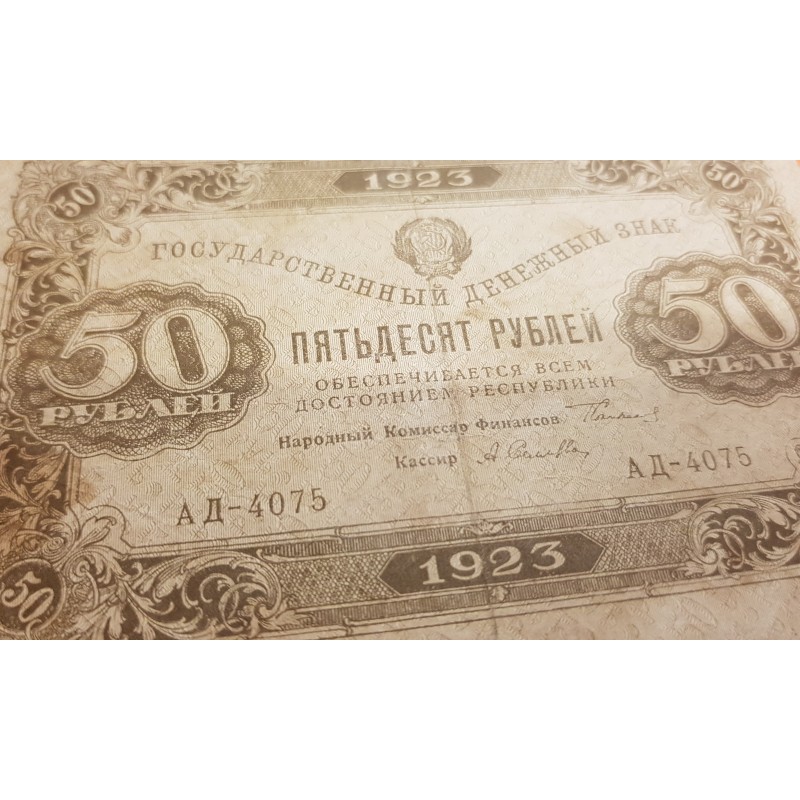 50 1923 50
ГОСУДАРСТВЕННЫЙ ДЕНЕЖНЫЙ ЗНАК
50 РУБЛЕЙ
ПЯТЬДЕСЯТ РУБЛЕЙ
50 РУБЛЕЙ
ОБЕСПЕЧИВАЕТСЯ ВСЕМ
ДОСТОЯНИЕМ РЕСПУБЛИКИ
Народный Комиссар Финансов
Кассир
АД-4075 АД-4075
50 1923